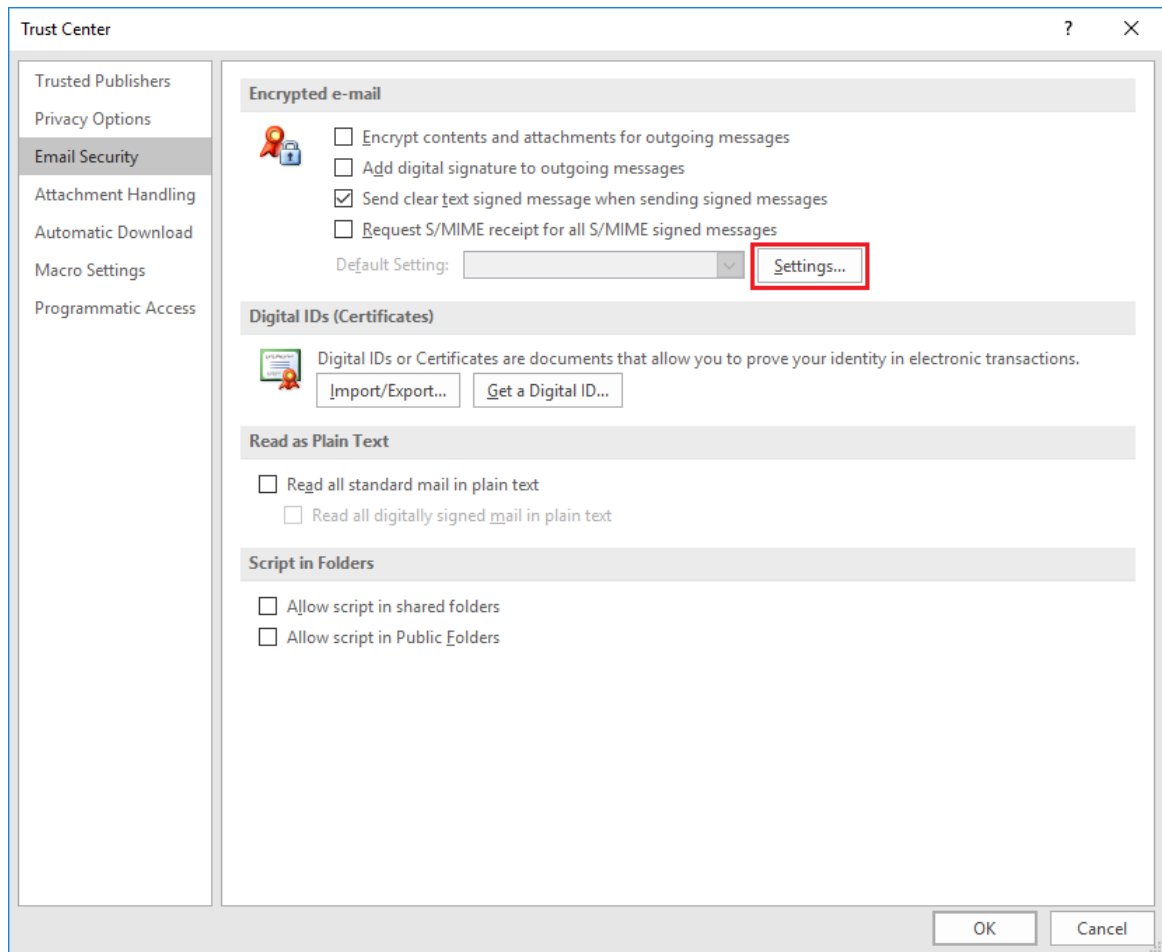 Trust Center
?
Trusted Publishers
Privacy Options
Email Security
Attachment Handling
Automatic Download
Macro Settings
Programmatic Access
Encrypted e-mail
Encrypt contents and attachments for outgoing messages
Add digital signature to outgoing messages
Send clear text signed message when sending signed messages
Request S/MIME receipt for all S/MIME signed messages
Default Setting:
Settings...
Digital IDs (Certificates)
Digital IDs or Certificates are documents that allow you to prove your identity in electronic transactions.
Import/Export... Get a Digital ID...
Read as Plain Text
Read all standard mail in plain text
Read all digitally signed mail in plain text
Script in Folders
Allow script in shared folders
Allow script in Public Folders
OK Cancel